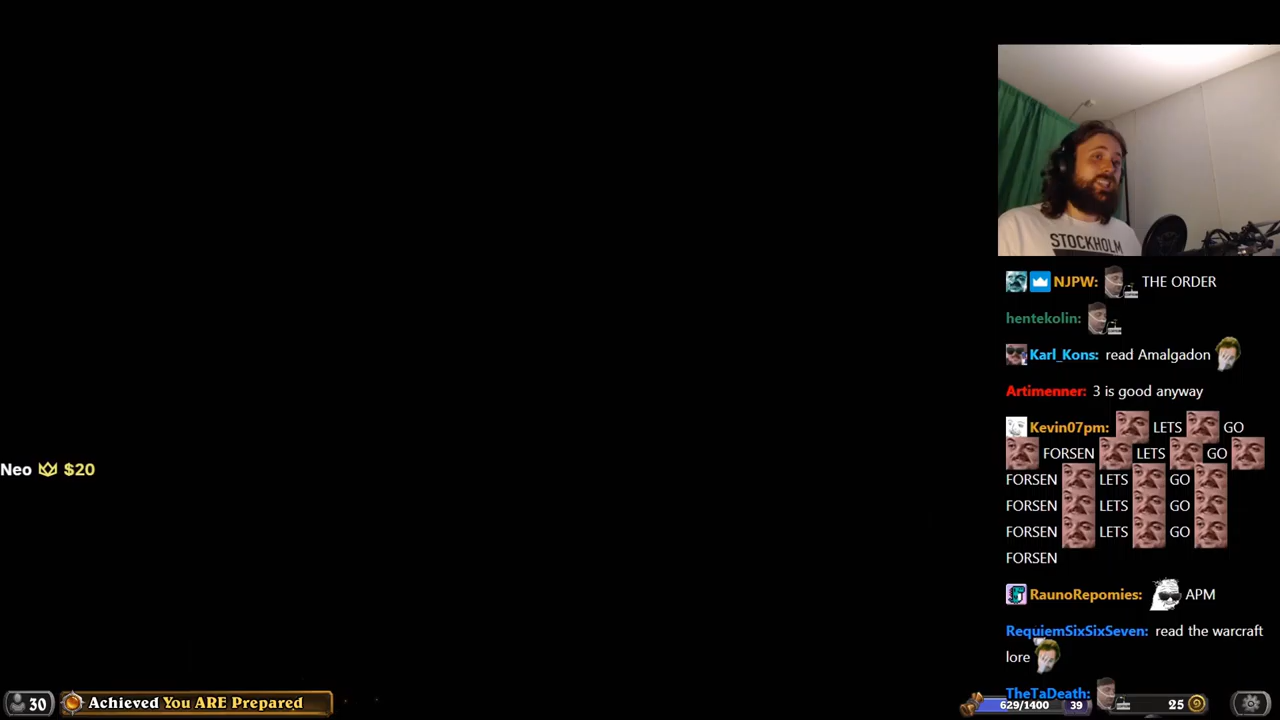 STOCKHOLM
NJPW: THE ORDER
hentekolin:
Karl_Kons: read Amalgadon
Artimenner: 3 is good anyway
Kevin07pm: LETS GO
FORSEN LETS GO
FORSEN LETS GO
FORSEN LETS GO
FORSEN LETS GO
FORSEN
RaunoRepomies: APM
RequiemSixSixSeven: read the warcraft
lore
TheTaDeath:
Neo $20
30
Achieved You ARE Prepared
629/1400 39
25